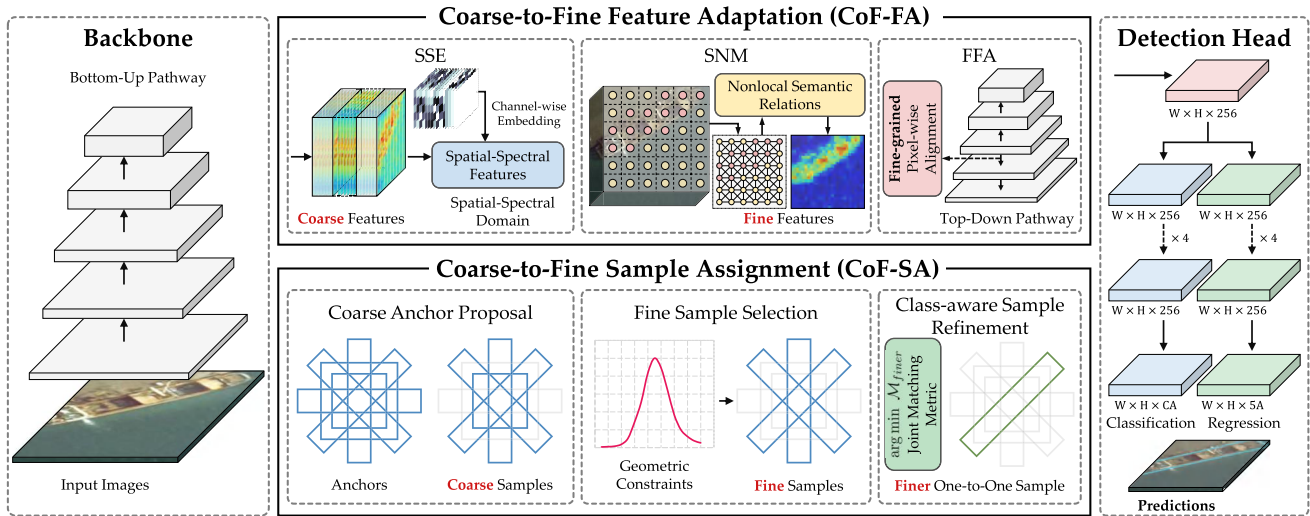 Backbone
Bottom-Up Pathway
Input Images
Coarse-to-Fine Feature Adaptation (CoF-FA)
SSE
Channel-wise
Embedding
Spatial-Spectral
Features
Spatial-Spectral
Domain
Coarse Features
SNM
Nonlocal Semantic
Relations
Fine Features
FFA
Fine-grained
Pixel-wise
Alignment
Top-Down Pathway
Coarse-to-Fine Sample Assignment (CoF-SA)
Coarse Anchor Proposal
Anchors
Coarse Samples
Fine Sample Selection
Geometric
Constraints
Fine Samples
Class-aware Sample
Refinement
arg min M_finer
Joint Matching
Metric
Finer One-to-One Sample
Detection Head
W × H × 256
W × H × 256
W × H × 256
× 4
× 4
W × H × 256
W × H × 256
W × H × CA
W × H × 5A
Classification
Regression
Predictions